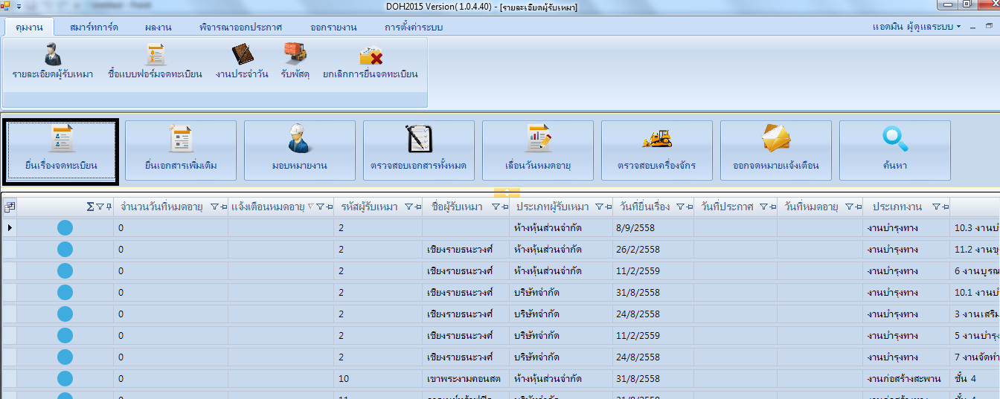 DOH2015 Version( 1.0.4.40) - [รายละเอียดผู้รับเหมา]
คุมงาน สมาร์ทการ์ด ผลงาน พิจารณาออกประกาศ ออกรายงาน การตั้งค่าระบบ แอดมิน ผู้ดูแลระบบ
รายละเอียดผู้รับเหมา ชื่อแบบฟอร์มจดทะเบียน งานประจำวัน รับพัสดุ ยกเลิกการยื่นจดทะเบียน
ยื่นเรื่องจดทะเบียน ยื่นเอกสารเพิ่มเติม มอบหมายงาน ตรวจสอบเอกสารทั้งหมด เลื่อนวันหมดอายุ ตรวจสอบเครื่องจักร ออกจดหมายแจ้งเตือน ค้นหา
จำนวนวันที่หมดอายุ แจ้งเตือนหมดอายุ รหัสผู้รับเหมา ชื่อผู้รับเหมา ประเภทผู้รับเหมา วันที่ยื่นเรื่อง วันที่ประกาศ วันที่หมดอายุ ประเภทงาน
0 2 ห้างหุ้นส่วนจำกัด 8/9/2558 งานบำรุงทาง 10.3 งานบำ
0 2 เชียงรายธนะวงศ์ ห้างหุ้นส่วนจำกัด 26/2/2558 งานบำรุงทาง 11.2 งานขุ
0 2 เชียงรายธนะวงศ์ ห้างหุ้นส่วนจำกัด 11/2/2559 งานบำรุงทาง 6 งานบูรณ
0 2 เชียงรายธนะวงศ์ บริษัทจำกัด 31/8/2558 งานบำรุงทาง 10.1 งานบำ
0 2 เชียงรายธนะวงศ์ บริษัทจำกัด 24/8/2558 งานบำรุงทาง 3 งานเสริม
0 2 เชียงรายธนะวงศ์ บริษัทจำกัด 11/2/2559 งานบำรุงทาง 5 งานบำรุง
0 2 เชียงรายธนะวงศ์ บริษัทจำกัด 24/8/2558 งานบำรุงทาง 7 งานจัดทำ
0 10 เขาพระงามคอนสต ห้างหุ้นส่วนจำกัด 31/8/2558 งานก่อสร้างสะพาน ชั้น 4